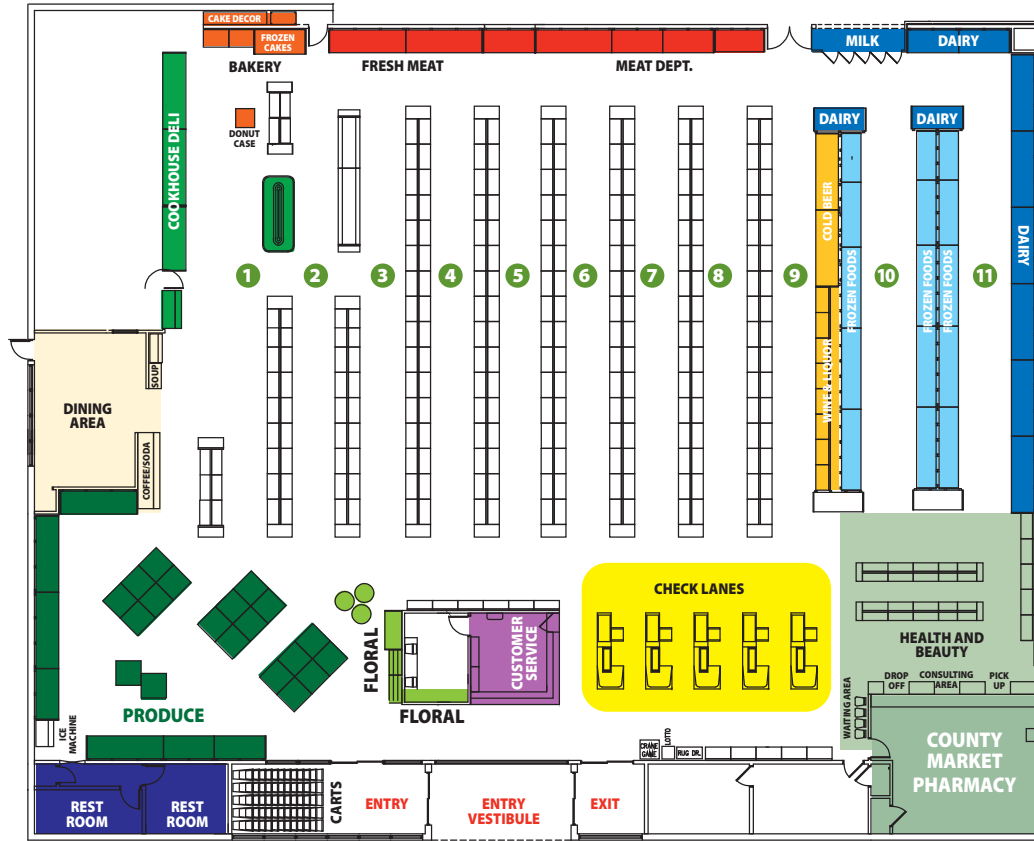 CAKE DECOR
FROZEN
CAKES
BAKERY
FRESH MEAT
MEAT DEPT.
MILK
DAIRY
DONUT
CASE
COOKHOUSE DELI
DAIRY
DAIRY
COLD BEER
WINE & LIQUOR
FROZEN FOODS
FROZEN FOODS
FROZEN FOODS
DAIRY
1
2
3
4
5
6
7
8
9
10
11
DINING
AREA
SOUP
COFFEE/SODA
CHECK LANES
FLORAL
CUSTOMER
SERVICE
FLORAL
HEALTH AND
BEAUTY
DROP
OFF
CONSULTING
AREA
PICK
UP
WAITING AREA
PRODUCE
ICE
MACHINE
CRANE
GAME
LOTTO
RUG DR.
COUNTY
MARKET
PHARMACY
REST
ROOM
REST
ROOM
CARTS
ENTRY
ENTRY
VESTIBULE
EXIT